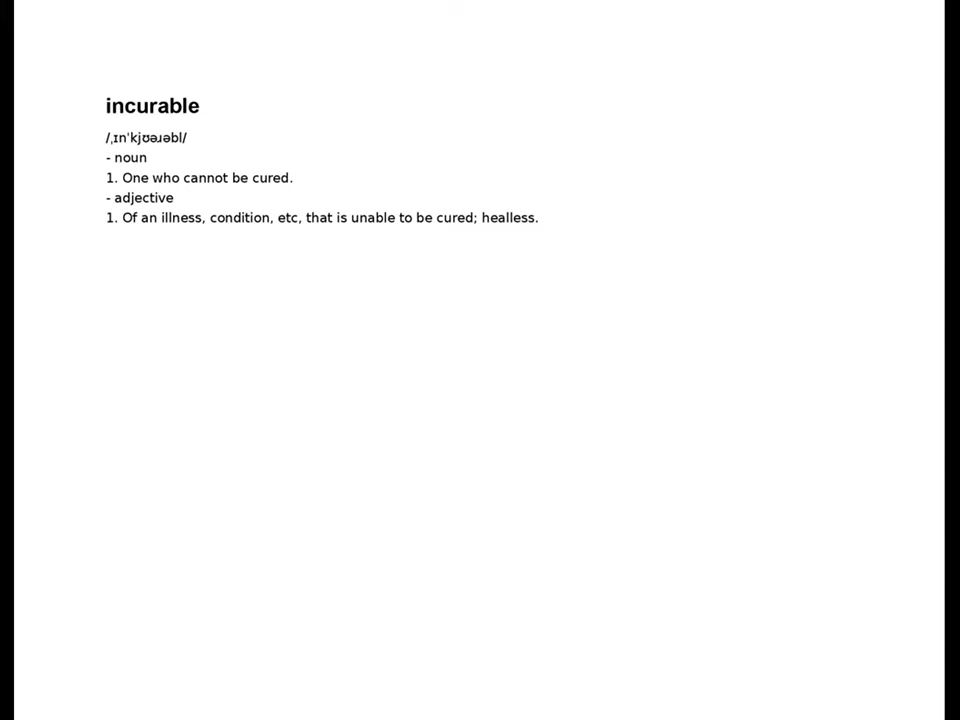 incurable
/ˌɪnˈkjʊəɹəbl/
- noun
1. One who cannot be cured.
- adjective
1. Of an illness, condition, etc, that is unable to be cured; healless.